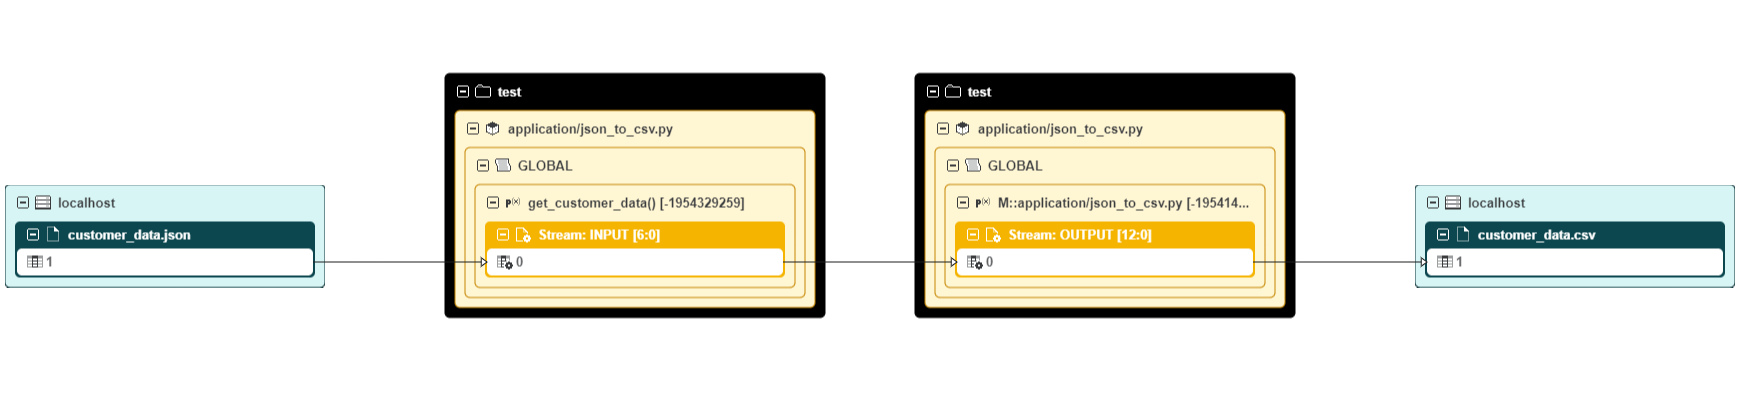 localhost
customer_data.json
1
test
application/json_to_csv.py
GLOBAL
P(x) get_customer_data() [-1954329259]
Stream: INPUT [6:0]
0
test
application/json_to_csv.py
GLOBAL
P(x) M::application/json_to_csv.py [-195414...
Stream: OUTPUT [12:0]
0
localhost
customer_data.csv
1